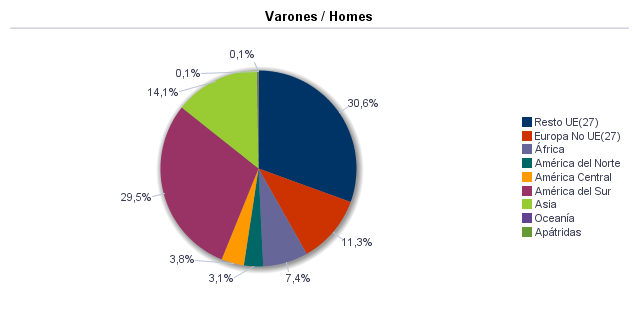 Varones / Homes
0,1%
0,1%
14,1%
30,6%
29,5%
11,3%
3,8%
3,1%
7,4%
Resto UE(27)
Europa No UE(27)
África
América del Norte
América Central
América del Sur
Asia
Oceanía
Apátridas